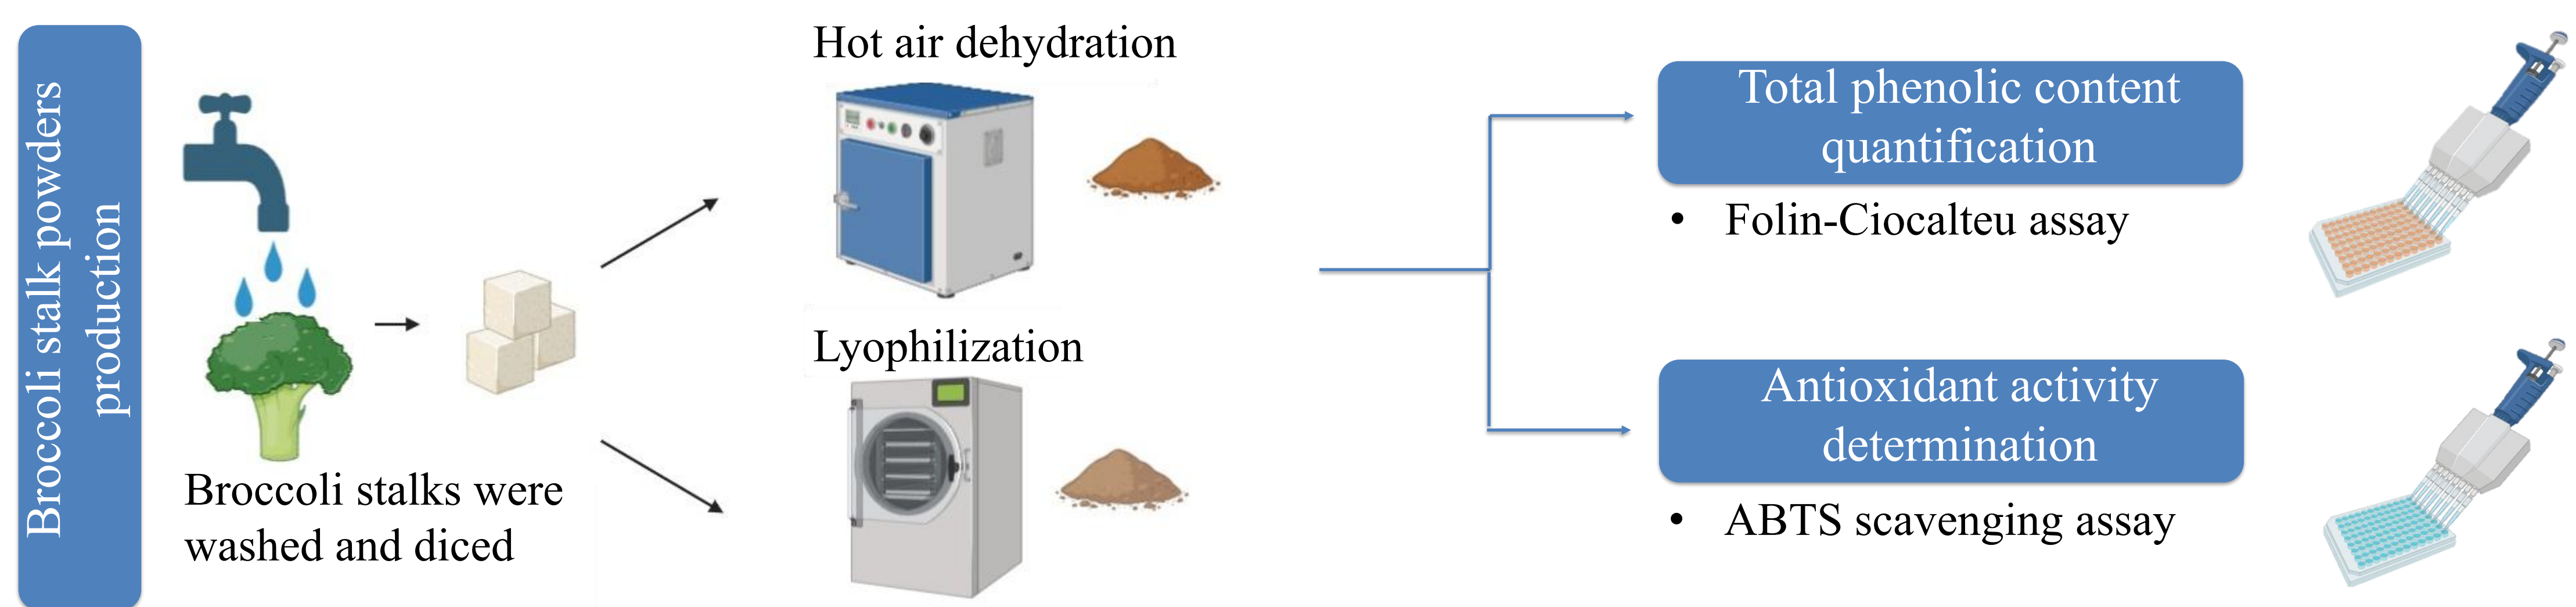 Broccoli stalk powders
production
Broccoli stalks were
washed and diced
Hot air dehydration
Lyophilization
Total phenolic content
quantification
• Folin-Ciocalteu assay
Antioxidant activity
determination
• ABTS scavenging assay